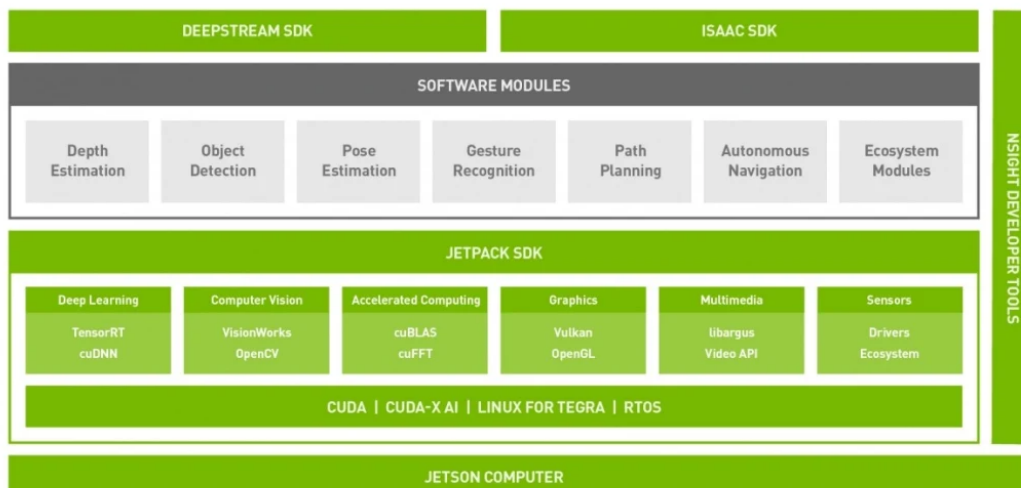 DEEPSTREAM SDK
ISAAC SDK
SOFTWARE MODULES
Depth
Estimation
Object
Detection
Pose
Estimation
Gesture
Recognition
Path
Planning
Autonomous
Navigation
Ecosystem
Modules
JETPACK SDK
Deep Learning
TensorRT
cuDNN
Computer Vision
VisionWorks
OpenCV
Accelerated Computing
cuBLAS
cuFFT
Graphics
Vulkan
OpenGL
Multimedia
libargus
Video API
Sensors
Drivers
Ecosystem
CUDA | CUDA-X AI | LINUX FOR TEGRA | RTOS
NSIGHT DEVELOPER TOOLS
JETSON COMPUTER